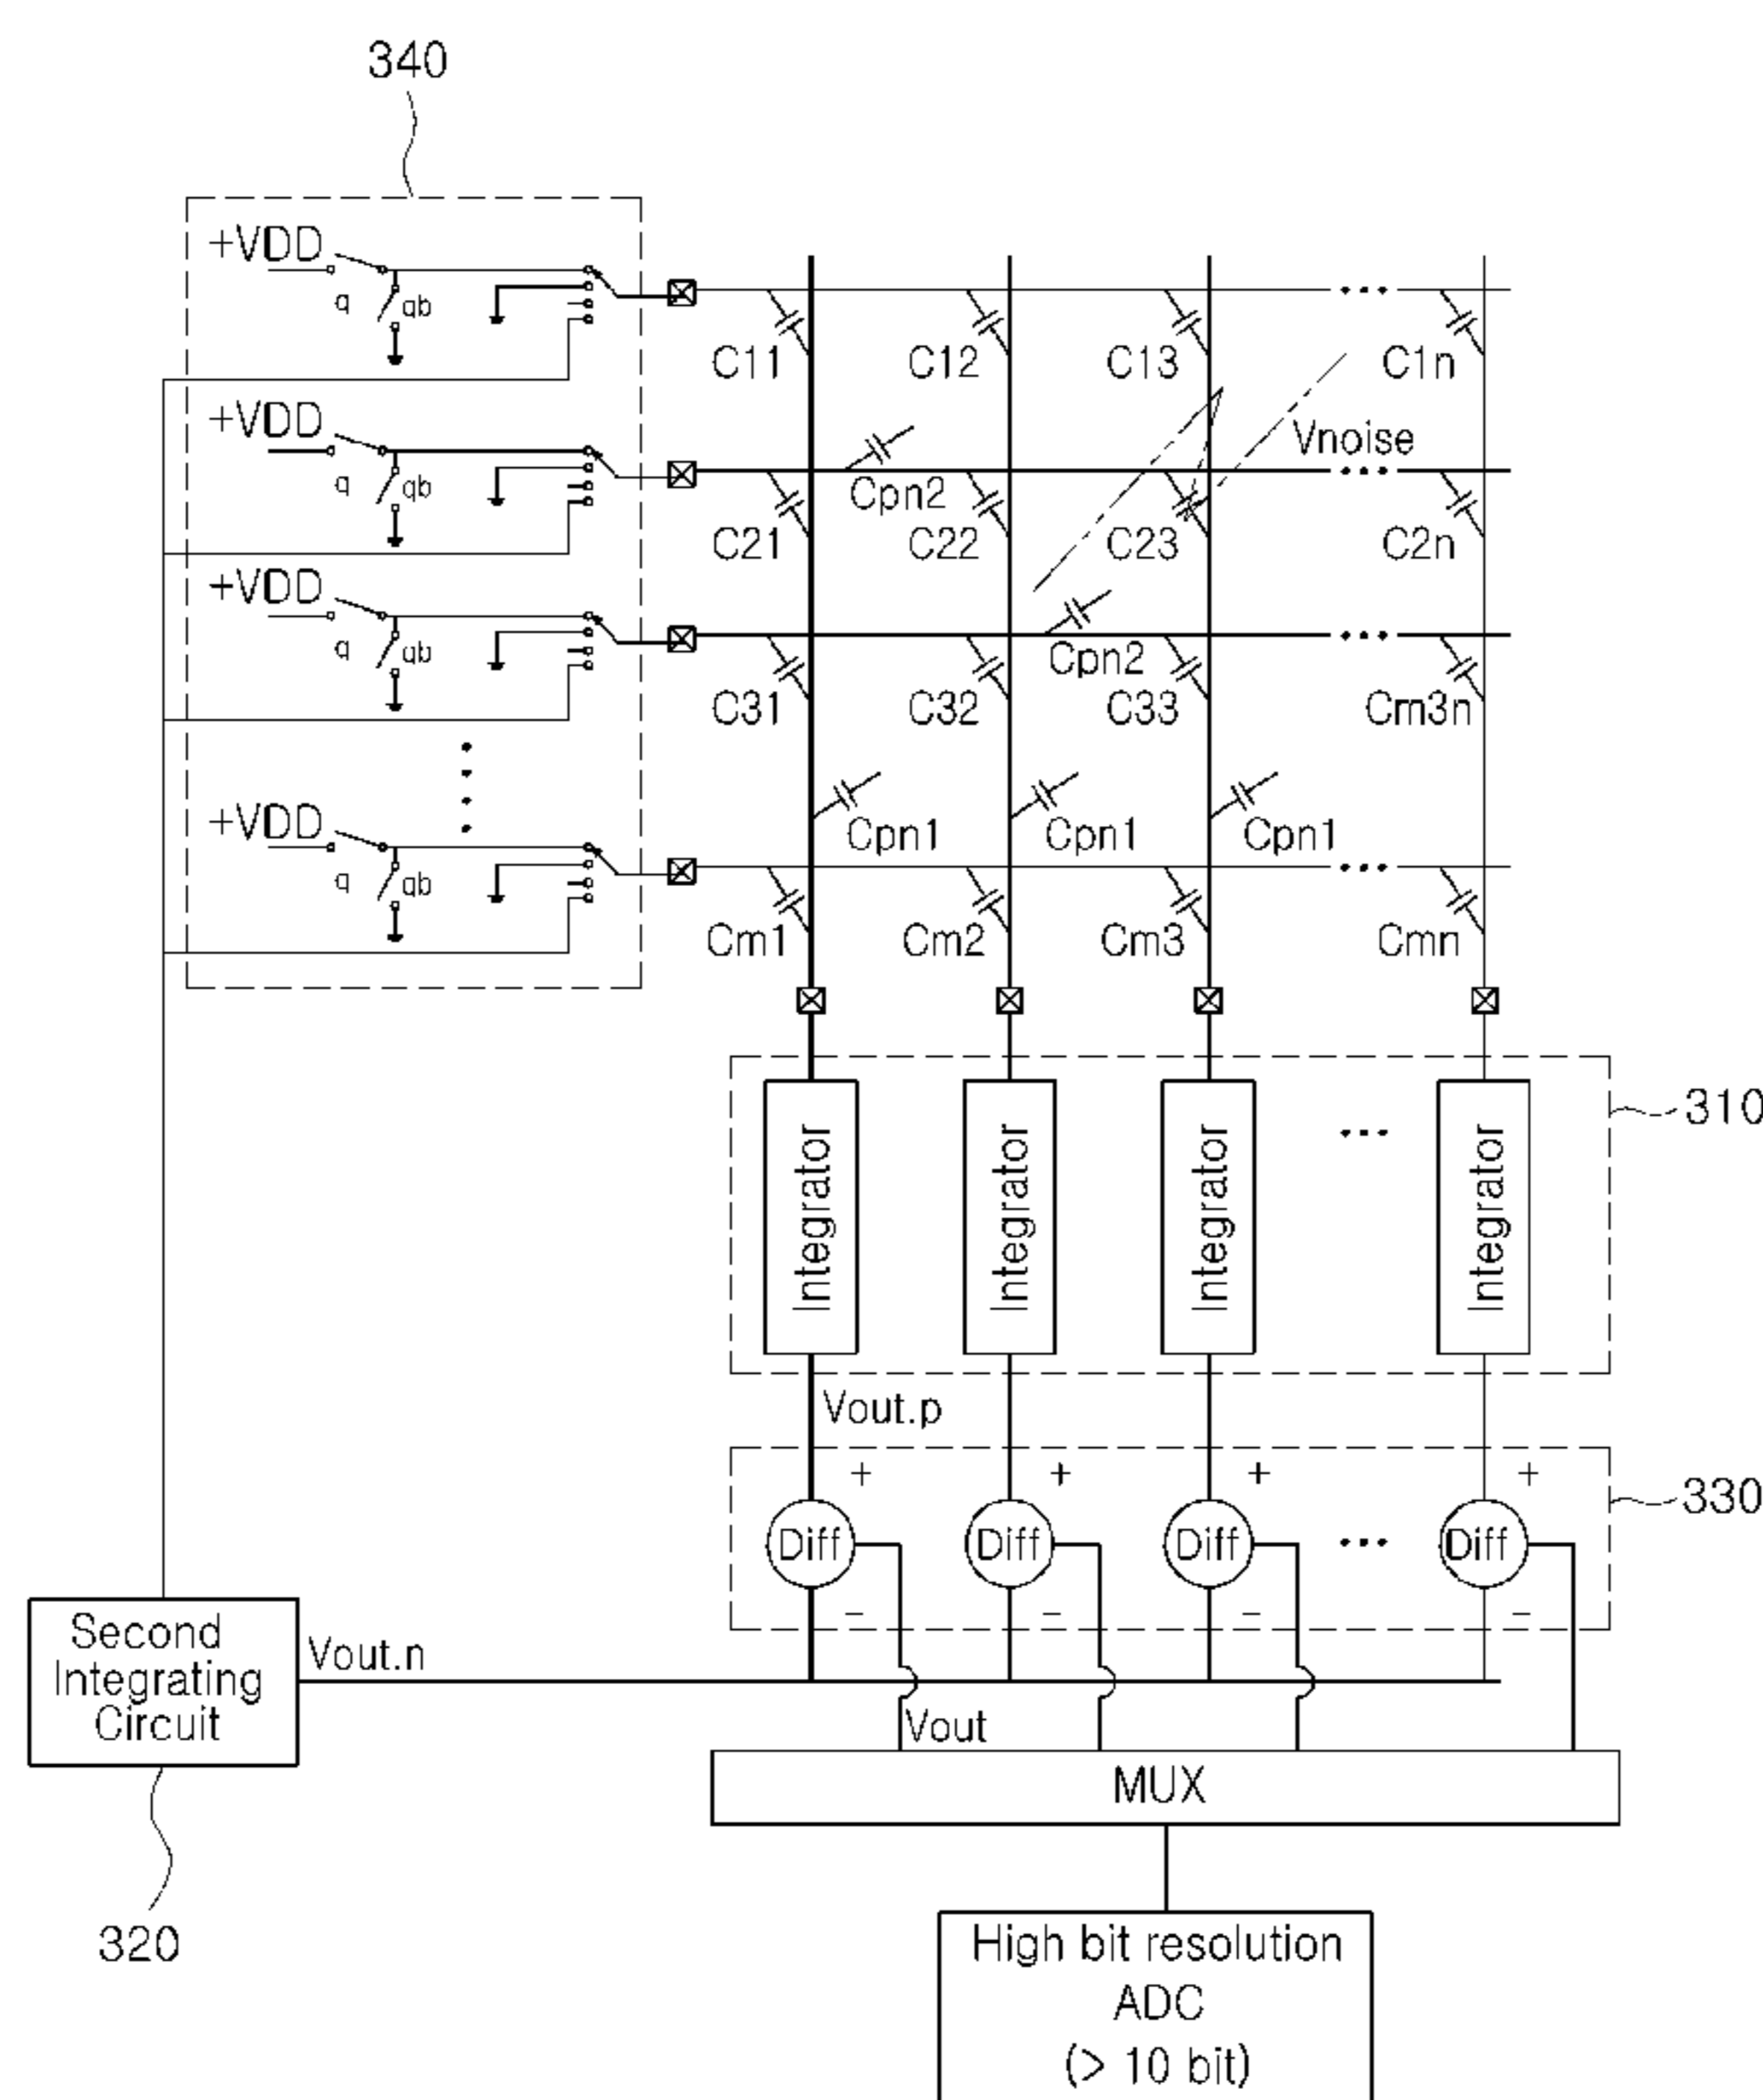 340
+VDD
q
qb
C11
C12
C13
C1n
+VDD
q
qb
Vnoise
Cpn2
C21
C22
C23
C2n
+VDD
q
qb
Cpn2
C31
C32
C33
Cm3n
+VDD
q
qb
Cpn1
Cpn1
Cpn1
Cm1
Cm2
Cm3
Cmn
Integrator
Integrator
Integrator
Integrator
310
Vout.p
+
+
+
+
Diff
Diff
Diff
Diff
330
-
-
-
-
Second
Integrating
Circuit
Vout.n
Vout
MUX
320
High bit resolution
ADC
(> 10 bit)